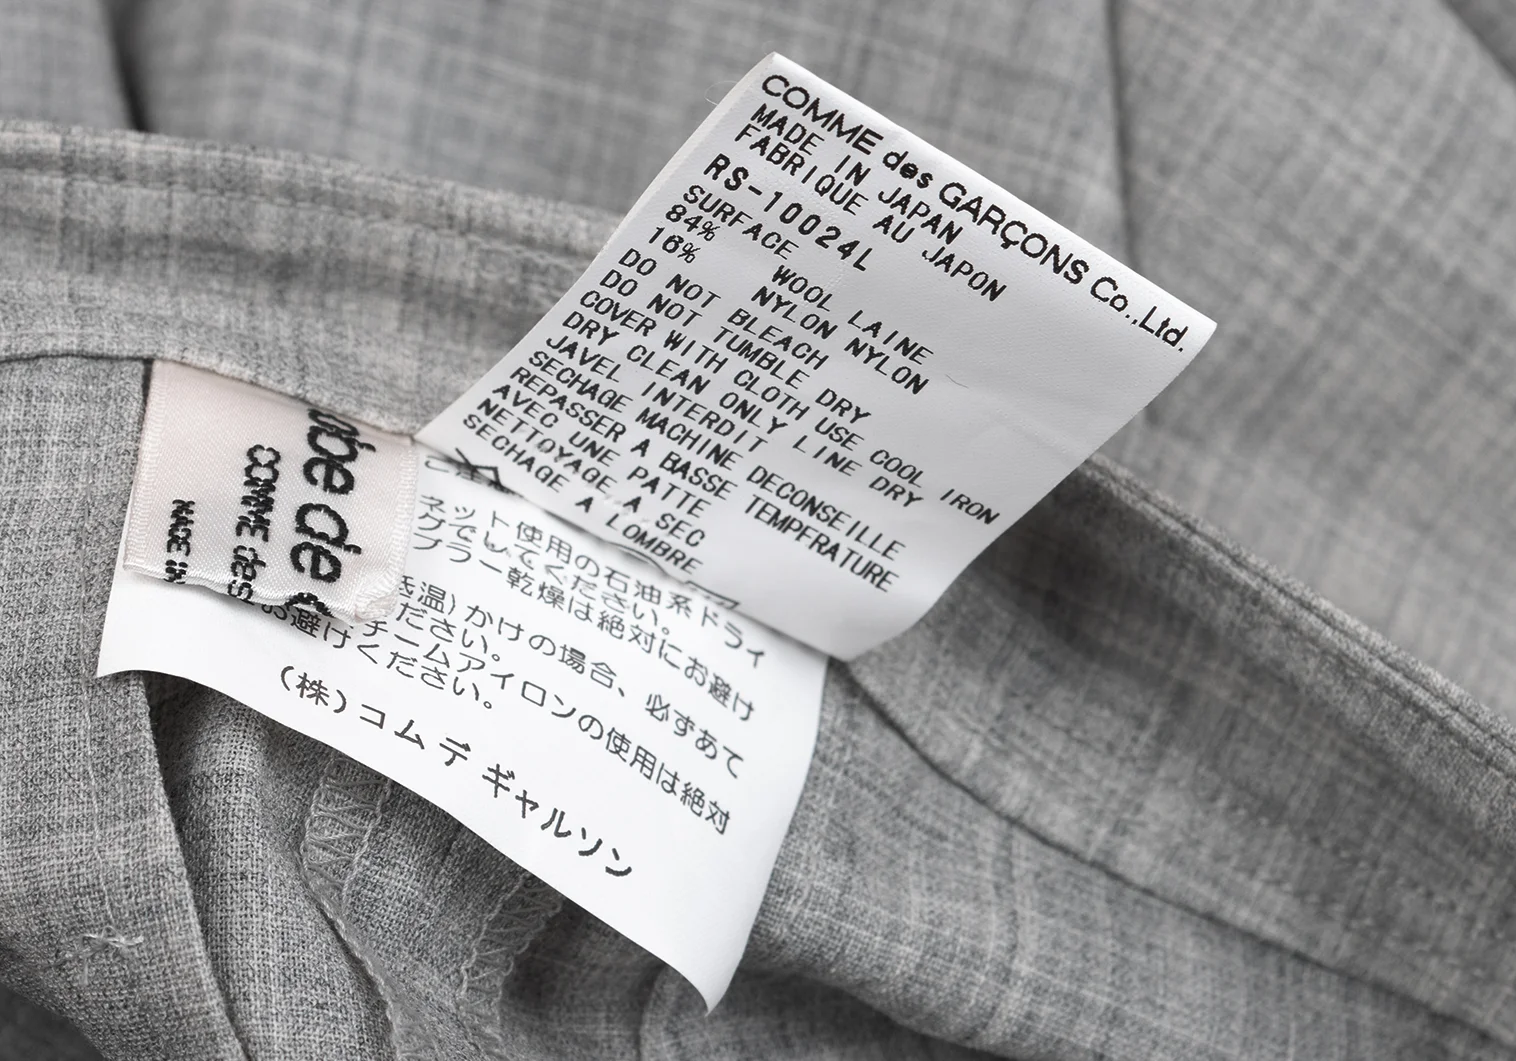 COMME des GARÇONS Co.,Ltd.
MADE IN JAPAN
FABRIQUE AU JAPON
RS-10024L
SURFACE
84% WOOL LAINE
16% NYLON NYLON
DO NOT BLEACH
DO NOT TUMBLE DRY
COVER WITH CLOTH USE COOL IRON
DRY CLEAN ONLY LINE DRY
JAVEL INTERDIT
SECHAGE MACHINE DECONSEILLE
REPASSER A BASSE TEMPERATURE
AVEC UNE PATTE
NETTOYAGE A SEC
SECHAGE A LOMBRE
de
COMME des
MADE IN
ネット使用の石油系ドライ
グでしてください。
ブラー乾燥は絶対にお避け
低温)かけの場合、必ずあて
ださい。
チームアイロンの使用は絶対
お避けください。
(株)コム デ ギャルソン